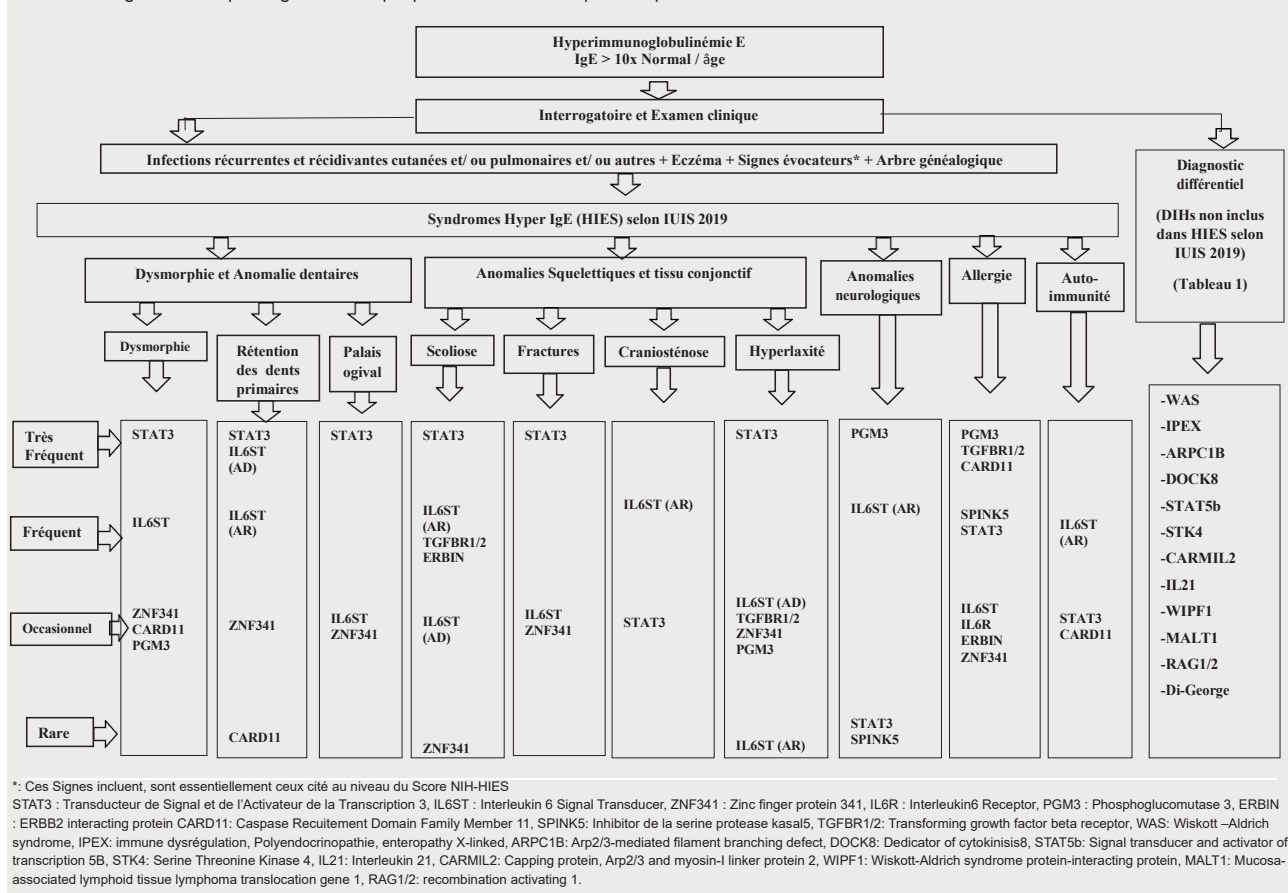 Hyperimmunoglobulinémie E
IgE > 10x Normal / âge
Interrogatoire et Examen clinique
Infections récurrentes et récidivantes cutanées et/ ou pulmonaires et/ ou autres + Eczéma + Signes évocateurs* + Arbre généalogique
Diagnostic
différentiel
(DIHs non inclus
dans HIES selon
IUIS 2019)
(Tableau 1)
Syndromes Hyper IgE (HIES) selon IUIS 2019
Dysmorphie et Anomalie dentaires
Anomalies Squelettiques et tissu conjonctif
Anomalies
neurologiques
Allergie
Auto-
immunité
Dysmorphie
Rétention
des dents
primaires
Palais
ogival
Scoliose
Fractures
Craniosténose
Hyperlaxité
Très
Fréquent
Fréquent
Occasionnel
Rare
STAT3
IL6ST
ZNF341
CARD11
PGM3
STAT3
IL6ST
(AD)
IL6ST
(AR)
ZNF341
CARD11
STAT3
IL6ST
ZNF341
STAT3
IL6ST
(AR)
TGFBR1/2
ERBIN
IL6ST
(AD)
ZNF341
STAT3
IL6ST
ZNF341
IL6ST (AR)
STAT3
STAT3
IL6ST (AD)
TGFBR1/2
ZNF341
PGM3
IL6ST (AR)
PGM3
IL6ST (AR)
STAT3
SPINK5
PGM3
TGFBR1/2
CARD11
SPINK5
STAT3
IL6ST
IL6R
ERBIN
ZNF341
IL6ST
(AR)
STAT3
CARD11
-WAS
-IPEX
-ARPC1B
-DOCK8
-STAT5b
-STK4
-CARMIL2
-IL21
-WIPF1
-MALT1
-RAG1/2
-Di-George
*: Ces Signes incluent, sont essentiellement ceux cité au niveau du Score NIH-HIES
STAT3 : Transducteur de Signal et de l'Activateur de la Transcription 3, IL6ST : Interleukin 6 Signal Transducer, ZNF341 : Zinc finger protein 341, IL6R : Interleukin6 Receptor, PGM3 : Phosphoglucomutase 3, ERBIN
: ERBB2 interacting protein CARD11: Caspase Recuitement Domain Family Member 11, SPINK5: Inhibitor de la serine protease kasal5, TGFBR1/2: Transforming growth factor beta receptor, WAS: Wiskott –Aldrich
syndrome, IPEX: immune dysrégulation, Polyendocrinopathie, enteropathy X-linked, ARPC1B: Arp2/3-mediated filament branching defect, DOCK8: Dedicator of cytokinisis8, STAT5b: Signal transducer and activator of
transcription 5B, STK4: Serine Threonine Kinase 4, IL21: Interleukin 21, CARMIL2: Capping protein, Arp2/3 and myosin-I linker protein 2, WIPF1: Wiskott-Aldrich syndrome protein-interacting protein, MALT1: Mucosa-
associated lymphoid tissue lymphoma translocation gene 1, RAG1/2: recombination activating 1.